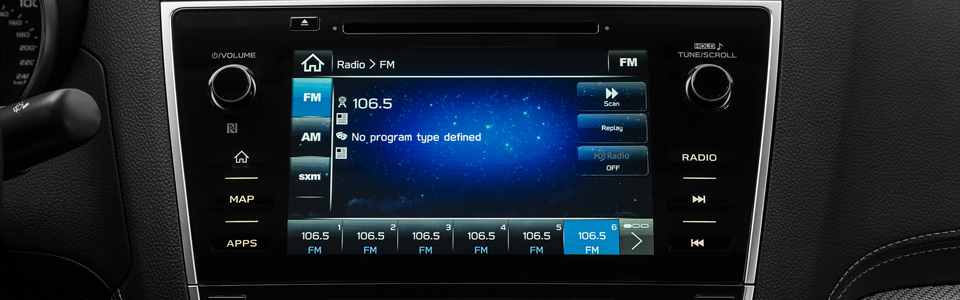 100
160
180
200
220
240
km/h
⏻/VOLUME
HOLD ♪
TUNE/SCROLL
Radio > FM
FM
FM
AM
sxm
106.5
No program type defined
Scan
Replay
HD Radio
OFF
MAP
APPS
RADIO
106.5 1
FM
106.5 2
FM
106.5 3
FM
106.5 4
FM
106.5 5
FM
106.5 6
FM